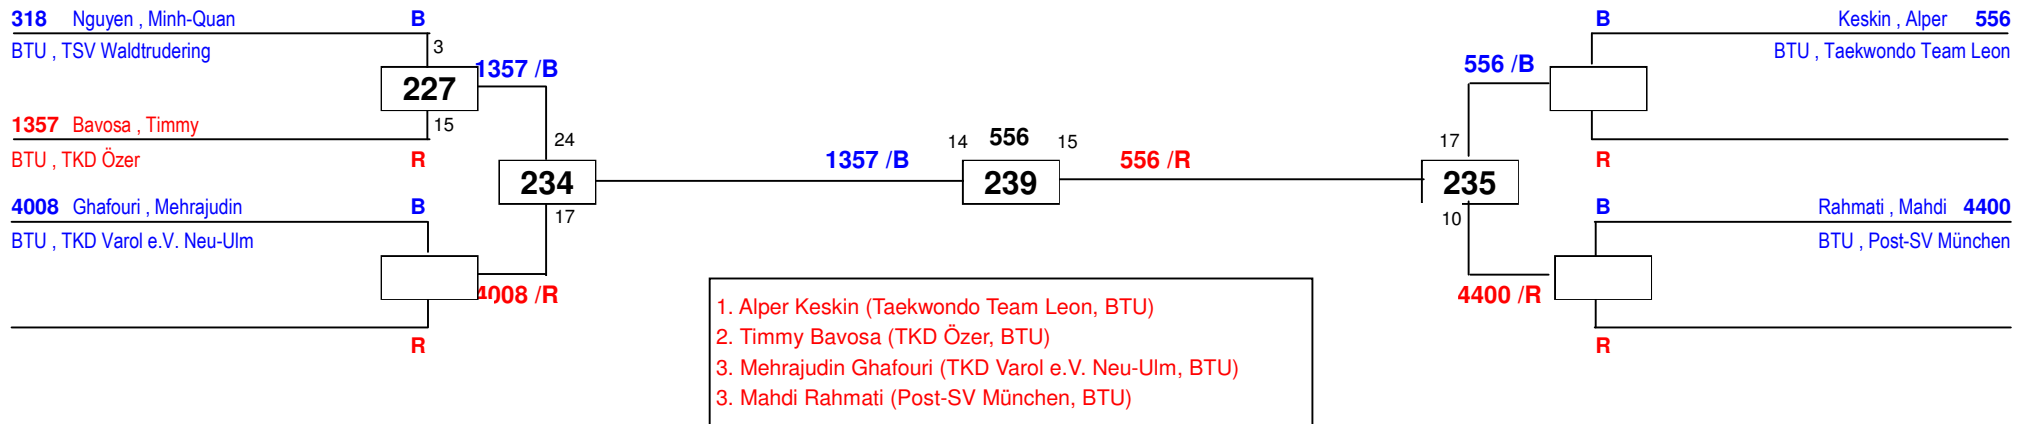 318 Nguyen , Minh-Quan B
BTU , TSV Waldtrudering
3
227
1357 /B
15
1357 Bavosa , Timmy
BTU , TKD Özer R
24
234
17
4008 Ghafouri , Mehrajudin B
BTU , TKD Varol e.V. Neu-Ulm
4008 /R
R
1357 /B
14 556 15
239
556 /R
B Keskin , Alper 556
BTU , Taekwondo Team Leon
556 /B
R
17
235
10
B Rahmati , Mahdi 4400
BTU , Post-SV München
4400 /R
R
1. Alper Keskin (Taekwondo Team Leon, BTU)
2. Timmy Bavosa (TKD Özer, BTU)
3. Mehrajudin Ghafouri (TKD Varol e.V. Neu-Ulm, BTU)
3. Mahdi Rahmati (Post-SV München, BTU)